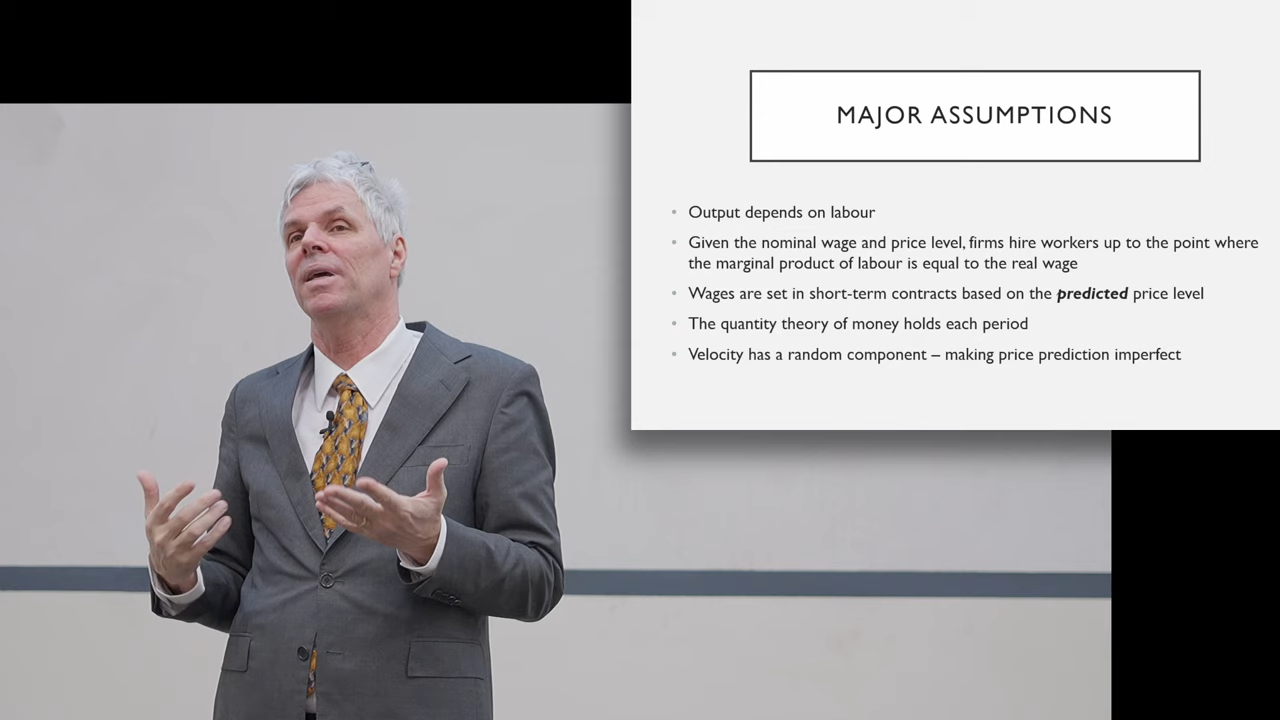 MAJOR ASSUMPTIONS
• Output depends on labour
• Given the nominal wage and price level, firms hire workers up to the point where
the marginal product of labour is equal to the real wage
• Wages are set in short-term contracts based on the predicted price level
• The quantity theory of money holds each period
• Velocity has a random component – making price prediction imperfect